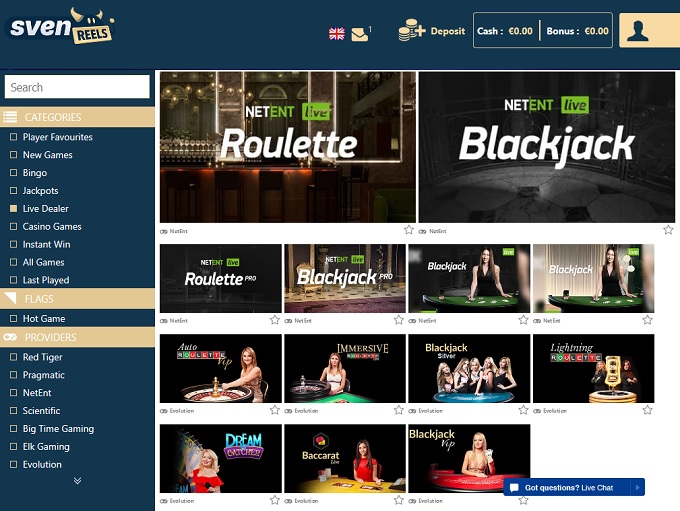 sven
REELS
1
Deposit
Cash : €0.00
Bonus : €0.00
Search
CATEGORIES
Player Favourites
New Games
Bingo
Jackpots
Live Dealer
Casino Games
Instant Win
All Games
Last Played
FLAGS
Hot Game
PROVIDERS
Red Tiger
Pragmatic
NetEnt
Scientific
Big Time Gaming
Elk Gaming
Evolution
NETENT live
Roulette
NetEnt
NETENT live
Blackjack
NetEnt
NETENT live
Roulette PRO
NetEnt
NETENT live
Blackjack PRO
NetEnt
live
Blackjack
NetEnt
live
Blackjack
NetEnt
Auto
ROULETTE
Vip
Evolution
IMMERSIVE
ROULETTE
Evolution
Blackjack
Silver
Evolution
Lightning
ROULETTE
Evolution
DREAM
CATCHER
Evolution
Baccarat
Live
Evolution
Blackjack
Vip
Evolution
Got questions? Live Chat